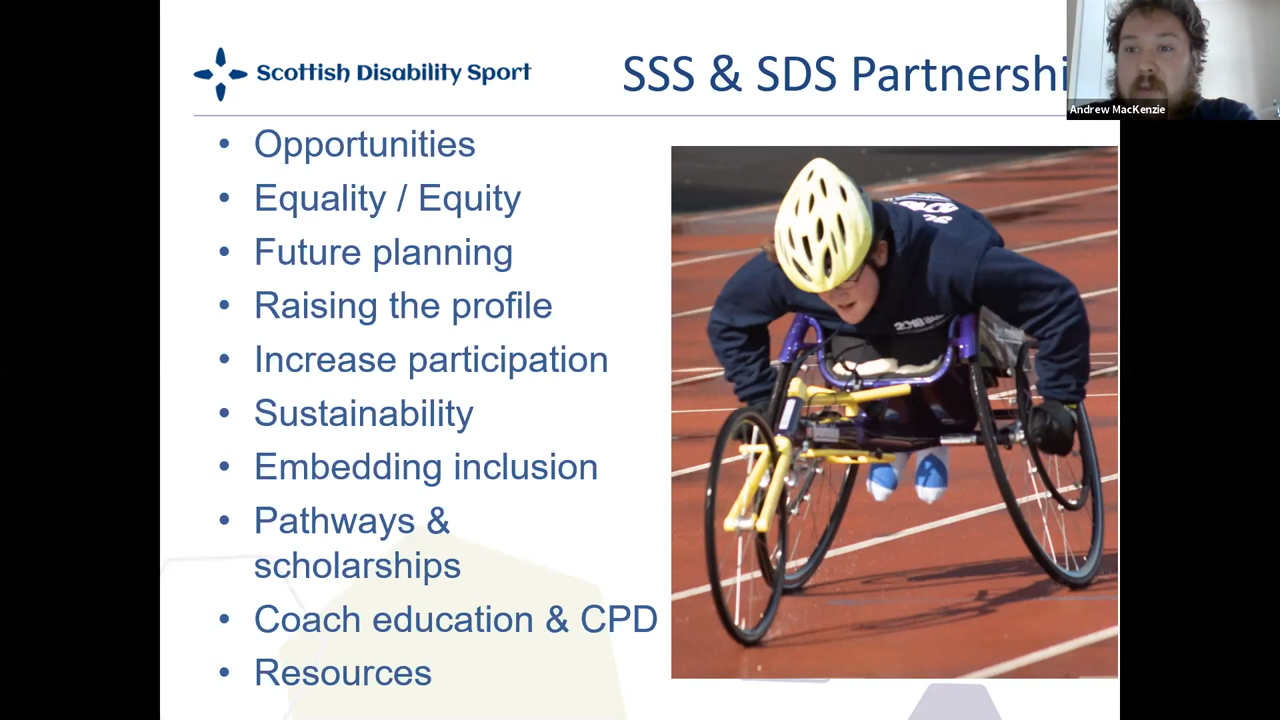 Scottish Disability Sport
SSS & SDS Partnershi
Andrew MacKenzie
• Opportunities
• Equality / Equity
• Future planning
• Raising the profile
• Increase participation
• Sustainability
• Embedding inclusion
• Pathways &
scholarships
• Coach education & CPD
• Resources